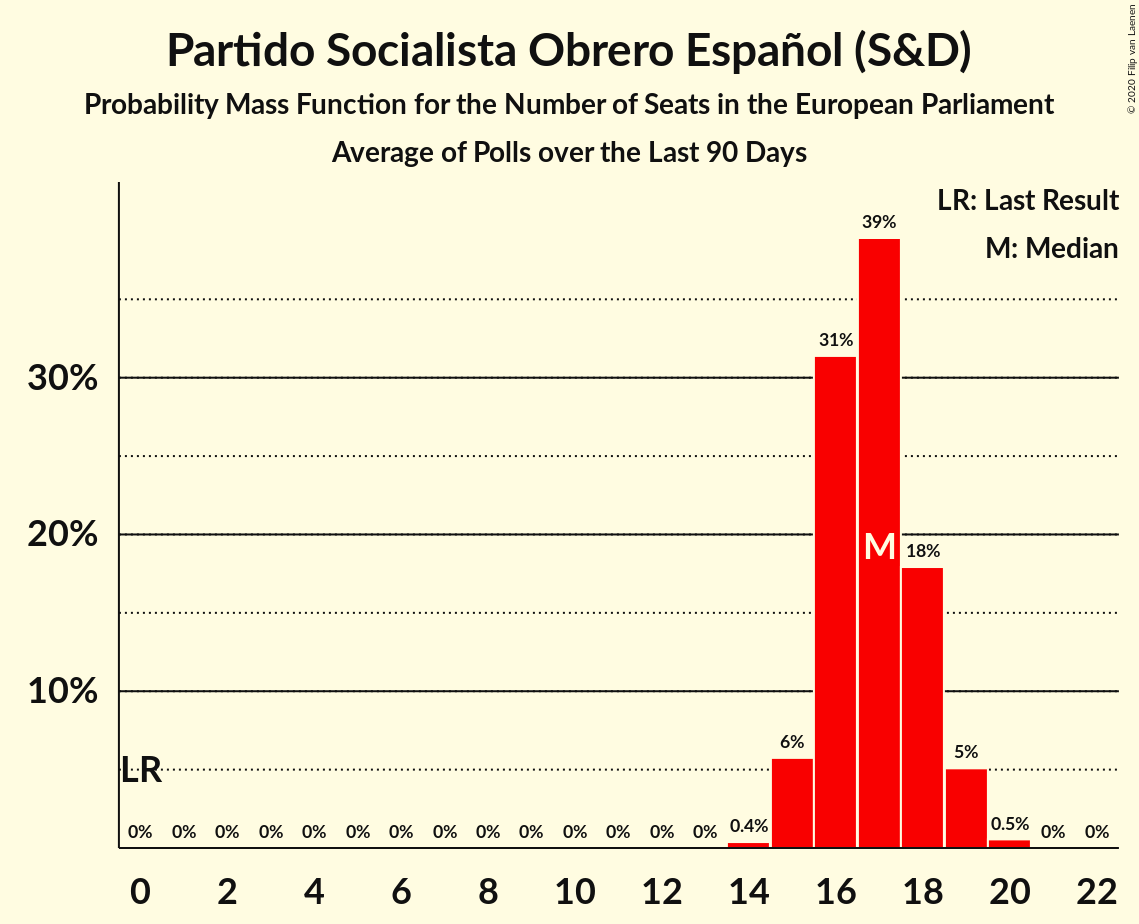 Partido Socialista Obrero Español (S&D)
Probability Mass Function for the Number of Seats in the European Parliament
Average of Polls over the Last 90 Days
© 2020 Filip van Laenen
LR: Last Result
M: Median
39%
31%
30%
20%
M
18%
10%
6%
5%
LR
0% 0% 0% 0% 0% 0% 0% 0% 0% 0% 0% 0% 0% 0% 0.4% 0.5% 0% 0%
0 2 4 6 8 10 12 14 16 18 20 22